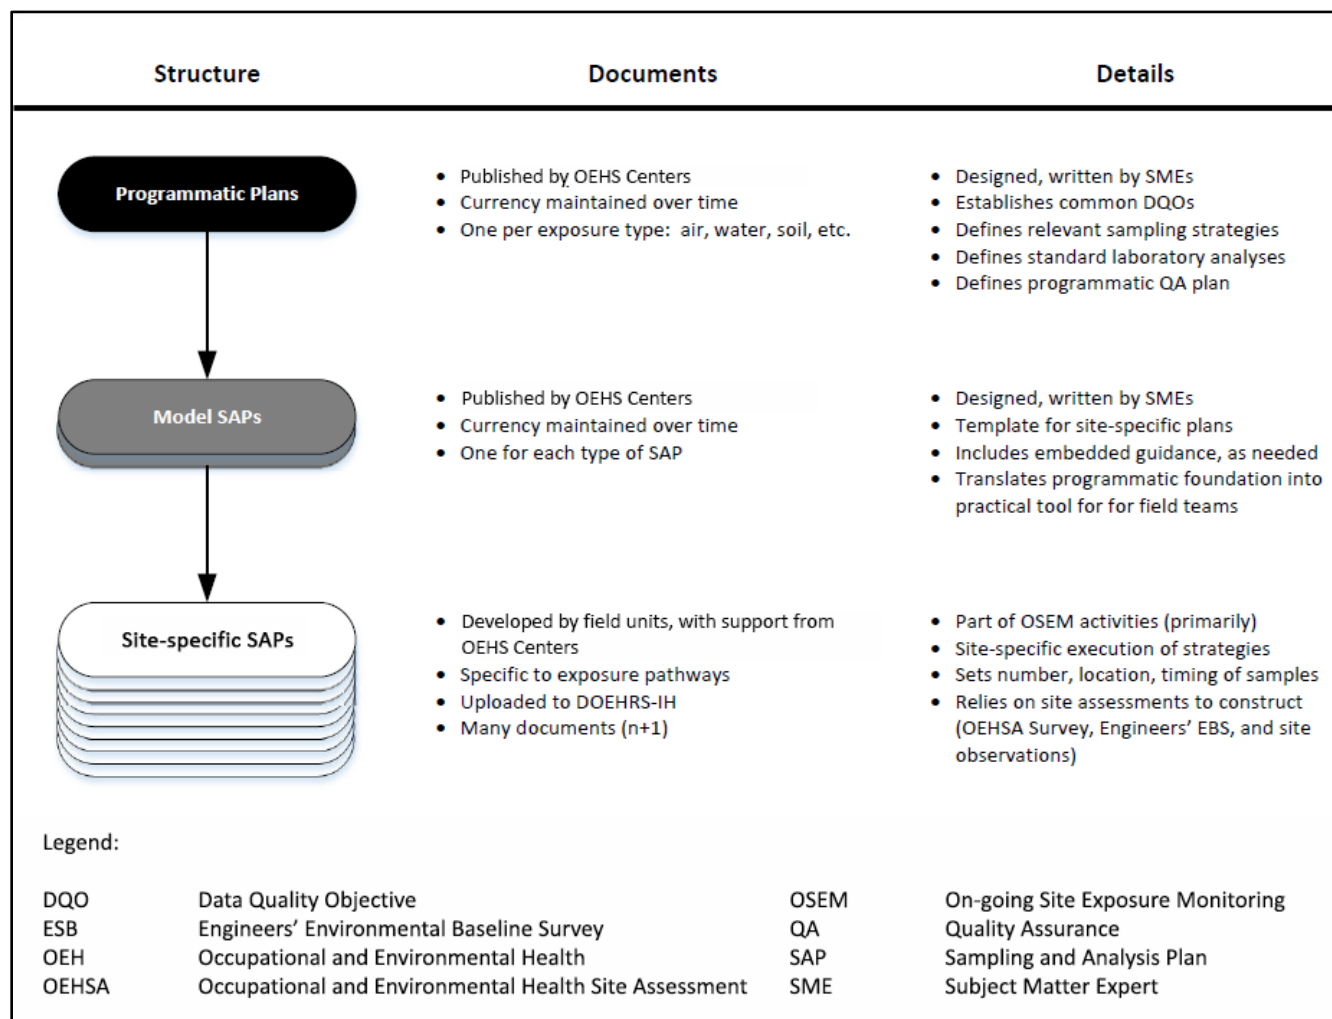 Structure Documents Details
Programmatic Plans
• Published by OEHS Centers
• Currency maintained over time
• One per exposure type: air, water, soil, etc.
• Designed, written by SMEs
• Establishes common DQOs
• Defines relevant sampling strategies
• Defines standard laboratory analyses
• Defines programmatic QA plan
Model SAPs
• Published by OEHS Centers
• Currency maintained over time
• One for each type of SAP
• Designed, written by SMEs
• Template for site-specific plans
• Includes embedded guidance, as needed
• Translates programmatic foundation into
practical tool for for field teams
Site-specific SAPs
• Developed by field units, with support from
OEHS Centers
• Specific to exposure pathways
• Uploaded to DOEHRS-IH
• Many documents (n+1)
• Part of OSEM activities (primarily)
• Site-specific execution of strategies
• Sets number, location, timing of samples
• Relies on site assessments to construct
(OEHSA Survey, Engineers’ EBS, and site
observations)
Legend:
DQO Data Quality Objective
ESB Engineers’ Environmental Baseline Survey
OEH Occupational and Environmental Health
OEHSA Occupational and Environmental Health Site Assessment
OSEM On-going Site Exposure Monitoring
QA Quality Assurance
SAP Sampling and Analysis Plan
SME Subject Matter Expert